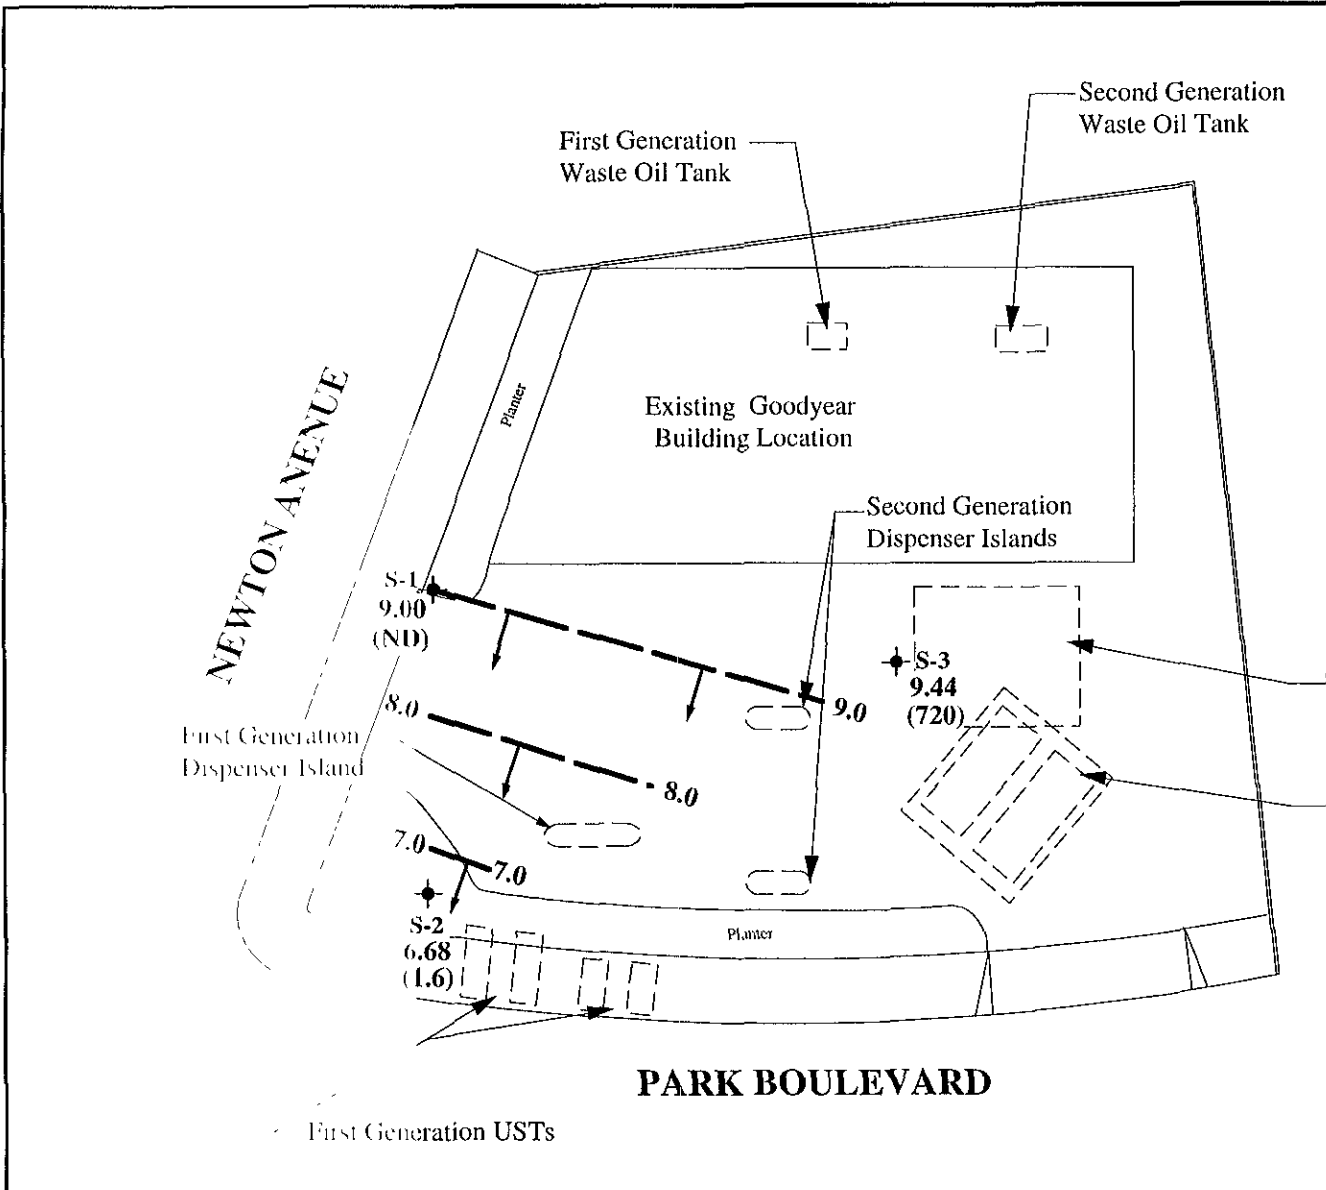 Second Generation
Waste Oil Tank
First Generation
Waste Oil Tank
Planter
Existing Goodyear
Building Location
NEWTON ANENUE
Second Generation
Dispenser Islands
S-1
9.00
(ND)
S-3
9.44
(720)
9.0
8.0
First Generation
Dispenser Island
8.0
7.0
7.0
S-2
6.68
(1.6)
Planter
PARK BOULEVARD
First Generation USTs